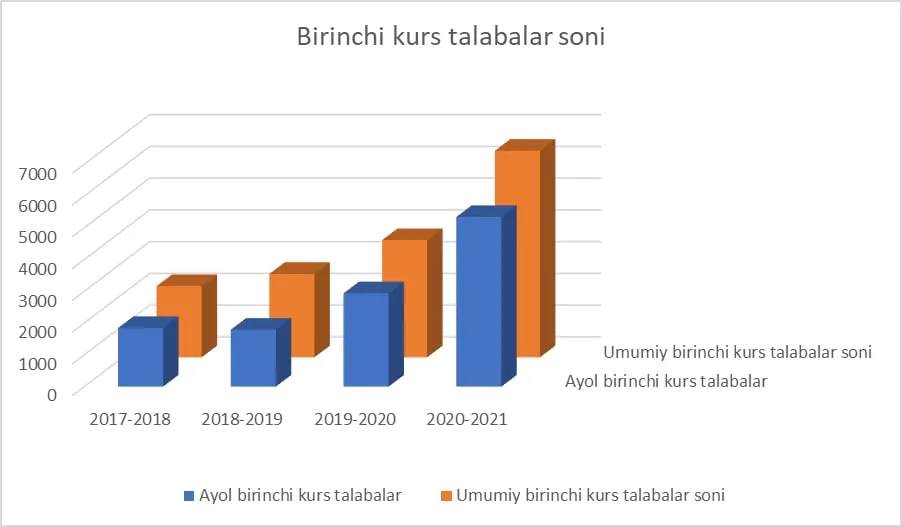 Birinchi kurs talabalar soni
7000
6000
5000
4000
3000
2000
1000
0
Umumiy birinchi kurs talabalar soni
Ayol birinchi kurs talabalar
2017-2018 2018-2019 2019-2020 2020-2021
Ayol birinchi kurs talabalar Umumiy birinchi kurs talabalar soni